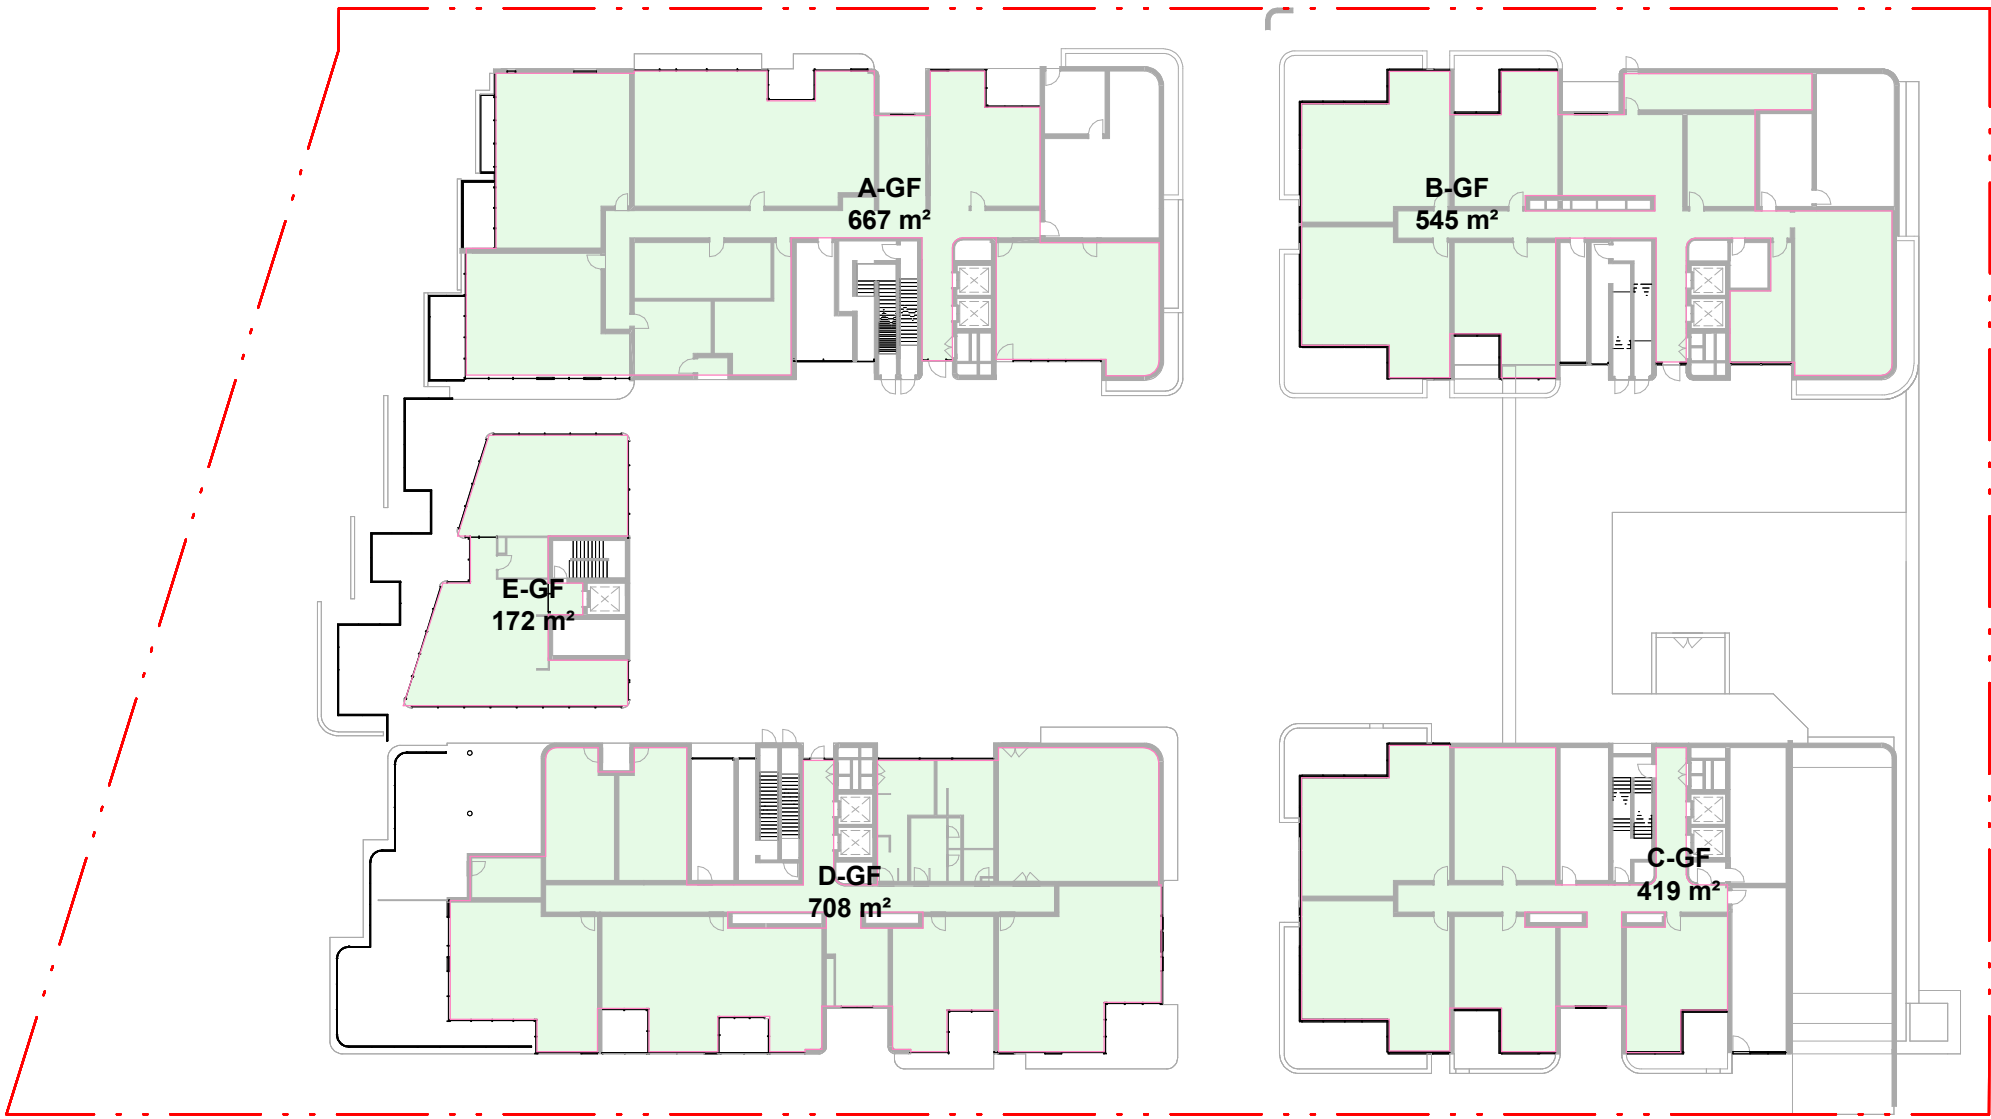 A-GF
667 m²
B-GF
545 m²
E-GF
172 m²
D-GF
708 m²
C-GF
419 m²